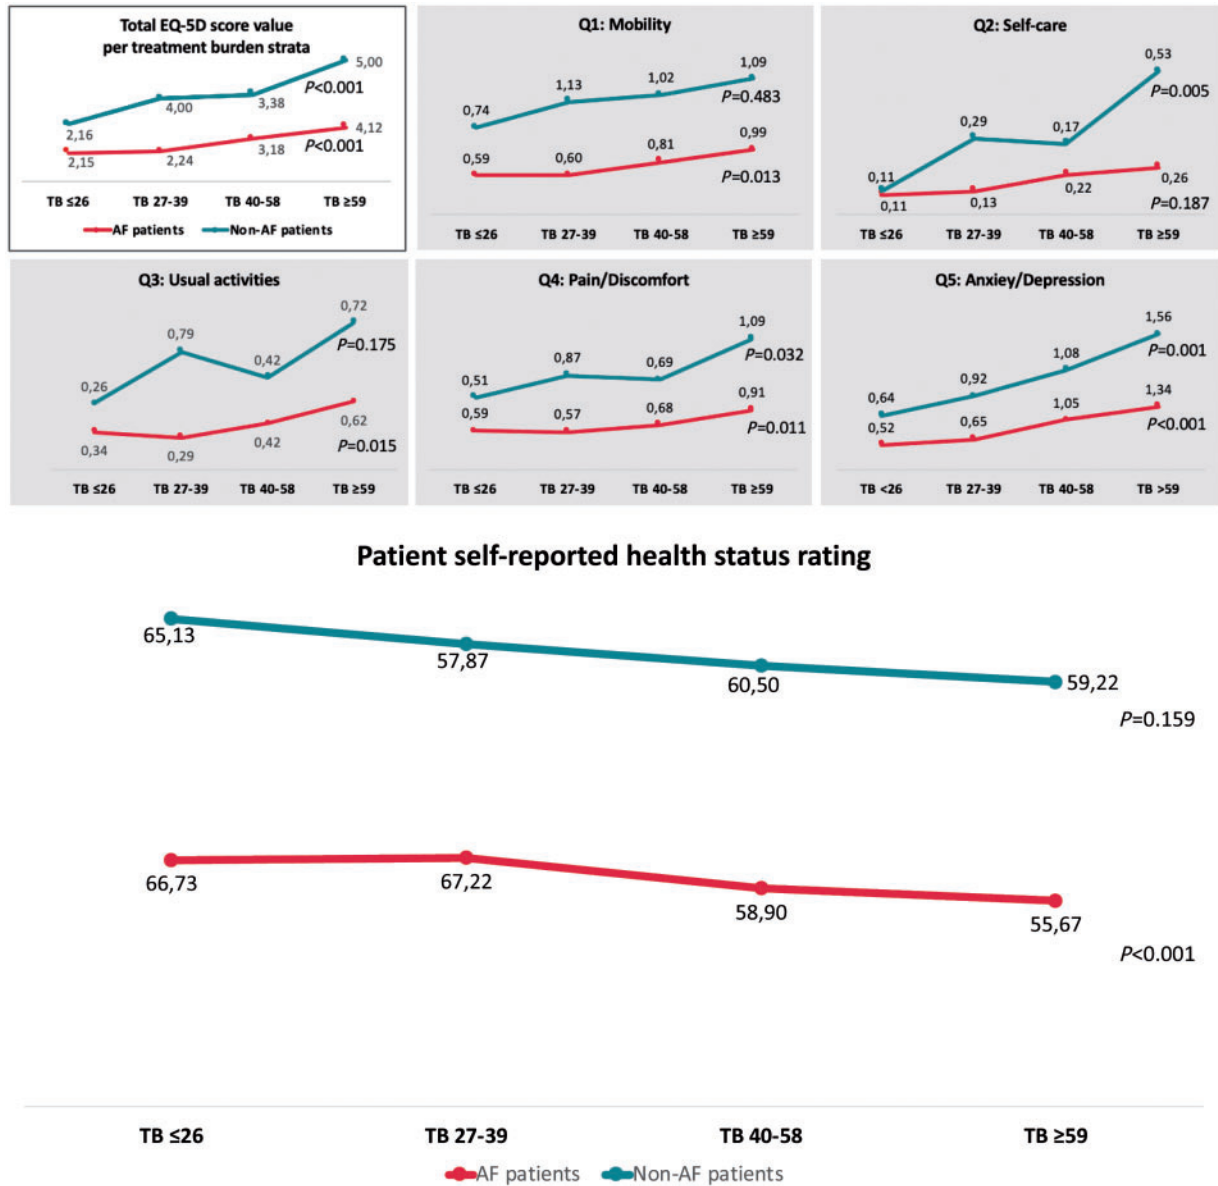 Total EQ-5D score value
per treatment burden strata
5,00
P<0.001
4,00
3,38
2,16
4,12
P<0.001
3,18
2,24
2,15
TB ≤26 TB 27-39 TB 40-58 TB ≥59
AF patients Non-AF patients
Q1: Mobility
1,09
1,13
1,02
P=0.483
0,74
0,99
0,81
0,59
0,60
P=0.013
TB ≤26 TB 27-39 TB 40-58 TB ≥59
Q2: Self-care
0,53
P=0.005
0,29
0,17
0,11
0,26
0,22
0,13
0,11
P=0.187
TB ≤26 TB 27-39 TB 40-58 TB ≥59
Q3: Usual activities
0,72
0,79
P=0.175
0,42
0,26
0,62
0,42
P=0.015
0,34
0,29
TB ≤26 TB 27-39 TB 40-58 TB ≥59
Q4: Pain/Discomfort
1,09
P=0.032
0,87
0,69
0,51
0,91
0,68
0,59
0,57
P=0.011
TB ≤26 TB 27-39 TB 40-58 TB ≥59
Q5: Anxiey/Depression
1,56
P=0.001
1,08
0,92
0,64
1,34
1,05
0,65
0,52
P<0.001
TB <26 TB 27-39 TB 40-58 TB >59
Patient self-reported health status rating
65,13
57,87
60,50
59,22
P=0.159
66,73
67,22
58,90
55,67
P<0.001
TB ≤26 TB 27-39 TB 40-58 TB ≥59
AF patients Non-AF patients